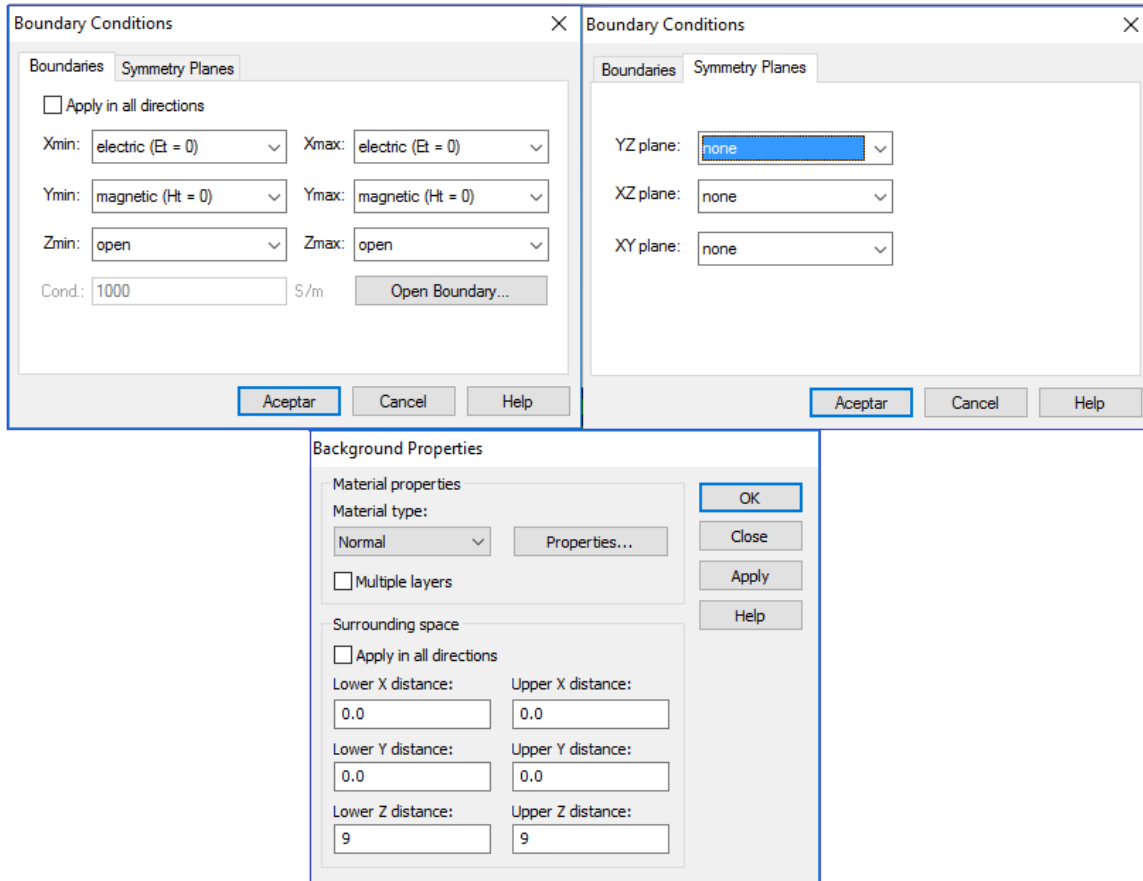 Boundary Conditions
Boundaries Symmetry Planes
Apply in all directions
Xmin: electric (Et = 0) Xmax: electric (Et = 0)
Ymin: magnetic (Ht = 0) Ymax: magnetic (Ht = 0)
Zmin: open Zmax: open
Cond.: 1000 S/m Open Boundary...
Aceptar Cancel Help
Boundary Conditions
Boundaries Symmetry Planes
YZ plane: none
XZ plane: none
XY plane: none
Aceptar Cancel Help
Background Properties
Material properties
Material type:
Normal Properties...
Multiple layers
Surrounding space
Apply in all directions
Lower X distance: Upper X distance:
0.0 0.0
Lower Y distance: Upper Y distance:
0.0 0.0
Lower Z distance: Upper Z distance:
9 9
OK
Close
Apply
Help